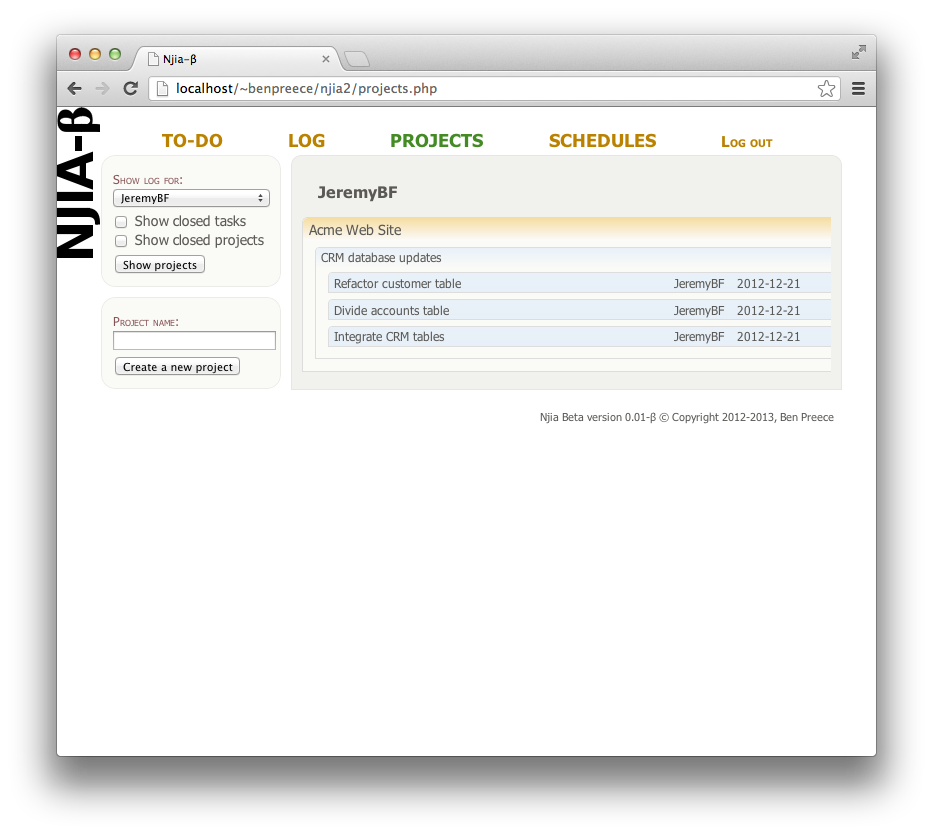 Njia-β
localhost/~benpreece/njia2/projects.php
NJIA-β
TO-DO LOG PROJECTS SCHEDULES Log out
Show log for:
JeremyBF
Show closed tasks
Show closed projects
Show projects
Project name:
Create a new project
JeremyBF
Acme Web Site
CRM database updates
Refactor customer table JeremyBF 2012-12-21
Divide accounts table JeremyBF 2012-12-21
Integrate CRM tables JeremyBF 2012-12-21
Njia Beta version 0.01-β © Copyright 2012-2013, Ben Preece